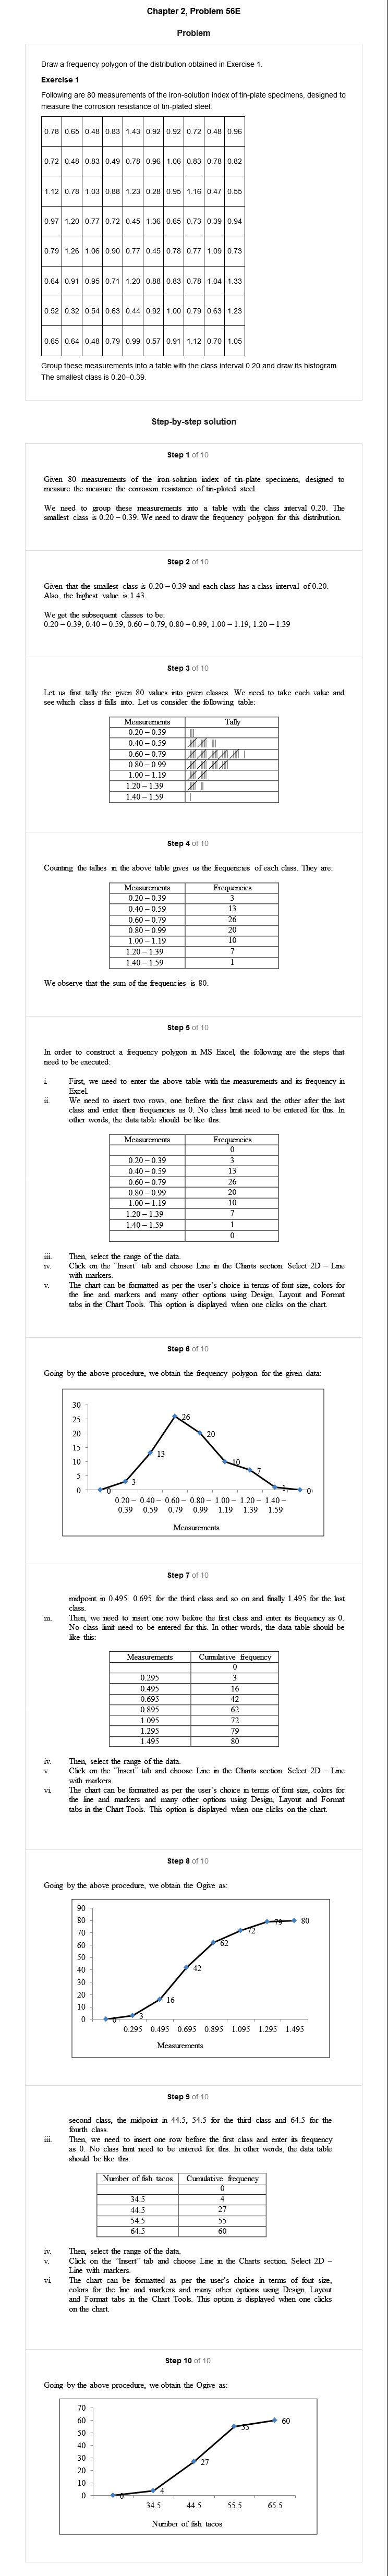 Chapter 2, Problem 56E
Problem
Draw a frequency polygon of the distribution obtained in Exercise 1.
Exercise 1
Following are 80 measurements of the iron-solution index of tin-plate specimens, designed to
measure the corrosion resistance of tin-plated steel:
0.78 0.65 0.48 0.83 1.43 0.92 0.92 0.72 0.48 0.96
0.72 0.48 0.83 0.49 0.78 0.96 1.06 0.83 0.78 0.82
1.12 0.78 1.03 0.88 1.23 0.28 0.95 1.16 0.47 0.55
0.97 1.20 0.77 0.72 0.45 1.36 0.65 0.73 0.39 0.94
0.79 1.26 1.06 0.90 0.77 0.45 0.78 0.77 1.09 0.73
0.64 0.91 0.95 0.71 1.20 0.88 0.83 0.78 1.04 1.33
0.52 0.32 0.54 0.63 0.44 0.92 1.00 0.79 0.63 1.23
0.65 0.64 0.48 0.79 0.99 0.57 0.91 1.12 0.70 1.05
Group these measurements into a table with the class interval 0.20 and draw its histogram.
The smallest class is 0.20–0.39.
Step-by-step solution
Step 1 of 10
Given 80 measurements of the iron-solution index of tin-plate specimens, designed to
measure the measure the corrosion resistance of tin-plated steel.
We need to group these measurements into a table with the class interval 0.20. The
smallest class is 0.20 – 0.39. We need to draw the frequency polygon for this distribution.
Step 2 of 10
Given that the smallest class is 0.20 – 0.39 and each class has a class interval of 0.20.
Also, the highest value is 1.43.
We get the subsequent classes to be:
0.20 – 0.39, 0.40 – 0.59, 0.60 – 0.79, 0.80 – 0.99, 1.00 – 1.19, 1.20 – 1.39
Step 3 of 10
Let us first tally the given 80 values into given classes. We need to take each value and
see which class it falls into. Let us consider the following table:
Measurements Tally
0.20 – 0.39
0.40 – 0.59
0.60 – 0.79
0.80 – 0.99
1.00 – 1.19
1.20 – 1.39
1.40 – 1.59
Step 4 of 10
Counting the tallies in the above table gives us the frequencies of each class. They are:
Measurements Frequencies
0.20 – 0.39 3
0.40 – 0.59 13
0.60 – 0.79 26
0.80 – 0.99 20
1.00 – 1.19 10
1.20 – 1.39 7
1.40 – 1.59 1
We observe that the sum of the frequencies is 80.
Step 5 of 10
In order to construct a frequency polygon in MS Excel, the following are the steps that
need to be executed:
i. First, we need to enter the above table with the measurements and its frequency in
Excel.
ii. We need to insert two rows, one before the first class and the other after the last
class and enter their frequencies as 0. No class limit need to be entered for this. In
other words, the data table should be like this:
Measurements Frequencies
0
0.20 – 0.39 3
0.40 – 0.59 13
0.60 – 0.79 26
0.80 – 0.99 20
1.00 – 1.19 10
1.20 – 1.39 7
1.40 – 1.59 1
0
iii. Then, select the range of the data.
iv. Click on the "Insert" tab and choose Line in the Charts section. Select 2D – Line
with markers.
v. The chart can be formatted as per the user's choice in terms of font size, colors for
the line and markers and many other options using Design, Layout and Format
tabs in the Chart Tools. This option is displayed when one clicks on the chart.
Step 6 of 10
Going by the above procedure, we obtain the frequency polygon for the given data:
30
25
20
15
10
5
0
0 3 13 26 20 10 7 1 0
0.20 – 0.40 – 0.60 – 0.80 – 1.00 – 1.20 – 1.40 –
0.39 0.59 0.79 0.99 1.19 1.39 1.59
Measurements
Step 7 of 10
midpoint in 0.495, 0.695 for the third class and so on and finally 1.495 for the last
class.
iii. Then, we need to insert one row before the first class and enter its frequency as 0.
No class limit need to be entered for this. In other words, the data table should be
like this:
Measurements Cumulative frequency
0
0.295 3
0.495 16
0.695 42
0.895 62
1.095 72
1.295 79
1.495 80
iv. Then, select the range of the data.
v. Click on the "Insert" tab and choose Line in the Charts section. Select 2D – Line
with markers.
vi. The chart can be formatted as per the user's choice in terms of font size, colors for
the line and markers and many other options using Design, Layout and Format
tabs in the Chart Tools. This option is displayed when one clicks on the chart.
Step 8 of 10
Going by the above procedure, we obtain the Ogive as:
90
80
70
60
50
40
30
20
10
0
0 3 16 42 62 72 79 80
0.295 0.495 0.695 0.895 1.095 1.295 1.495
Measurements
Step 9 of 10
second class, the midpoint in 44.5, 54.5 for the third class and 64.5 for the
fourth class.
iii. Then, we need to insert one row before the first class and enter its frequency
as 0. No class limit need to be entered for this. In other words, the data table
should be like this:
Number of fish tacos Cumulative frequency
0
34.5 4
44.5 27
54.5 55
64.5 60
iv. Then, select the range of the data.
v. Click on the "Insert" tab and choose Line in the Charts section. Select 2D –
Line with markers.
vi. The chart can be formatted as per the user's choice in terms of font size,
colors for the line and markers and many other options using Design, Layout
and Format tabs in the Chart Tools. This option is displayed when one clicks
on the chart.
Step 10 of 10
Going by the above procedure, we obtain the Ogive as:
70
60
50
40
30
20
10
0
0 4 27 55 60
34.5 44.5 55.5 65.5
Number of fish tacos